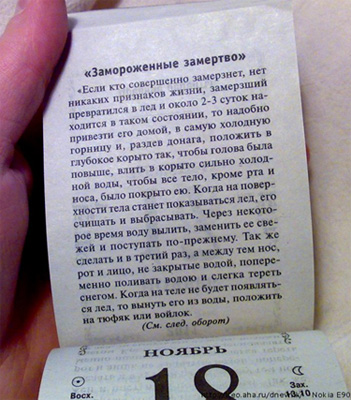 «Замороженные замертво»
«Если кто совершенно замерзнет, нет
никаких признаков жизни, замерзший
превратился в лед и около 2-3 суток на-
ходится в таком состоянии, то надобно
привезти его домой, в самую холодную
горницу и, раздев донага, положить в
глубокое корыто так, чтобы голова была
повыше, влить в корыто сильно холод-
ной воды, чтобы все тело, кроме рта и
носа, было покрыто ею. Когда на повер-
хности тела станет показываться лед, его
счищать и выбрасывать. Через некото-
рое время воду вылить, заменить ее све-
жей и поступать по-прежнему. Так же
сделать и в третий раз, а между тем нос,
рот и лицо, не закрытые водой, попере-
менно поливать водою и слегка тереть
снегом. Когда на теле не будет появлять-
ся лед, то вынуть его из воды, положить
на тюфяк или войлок.
(См. след. оборот)
НОЯБРЬ
Восх.
18
Зах.
Nokia E90